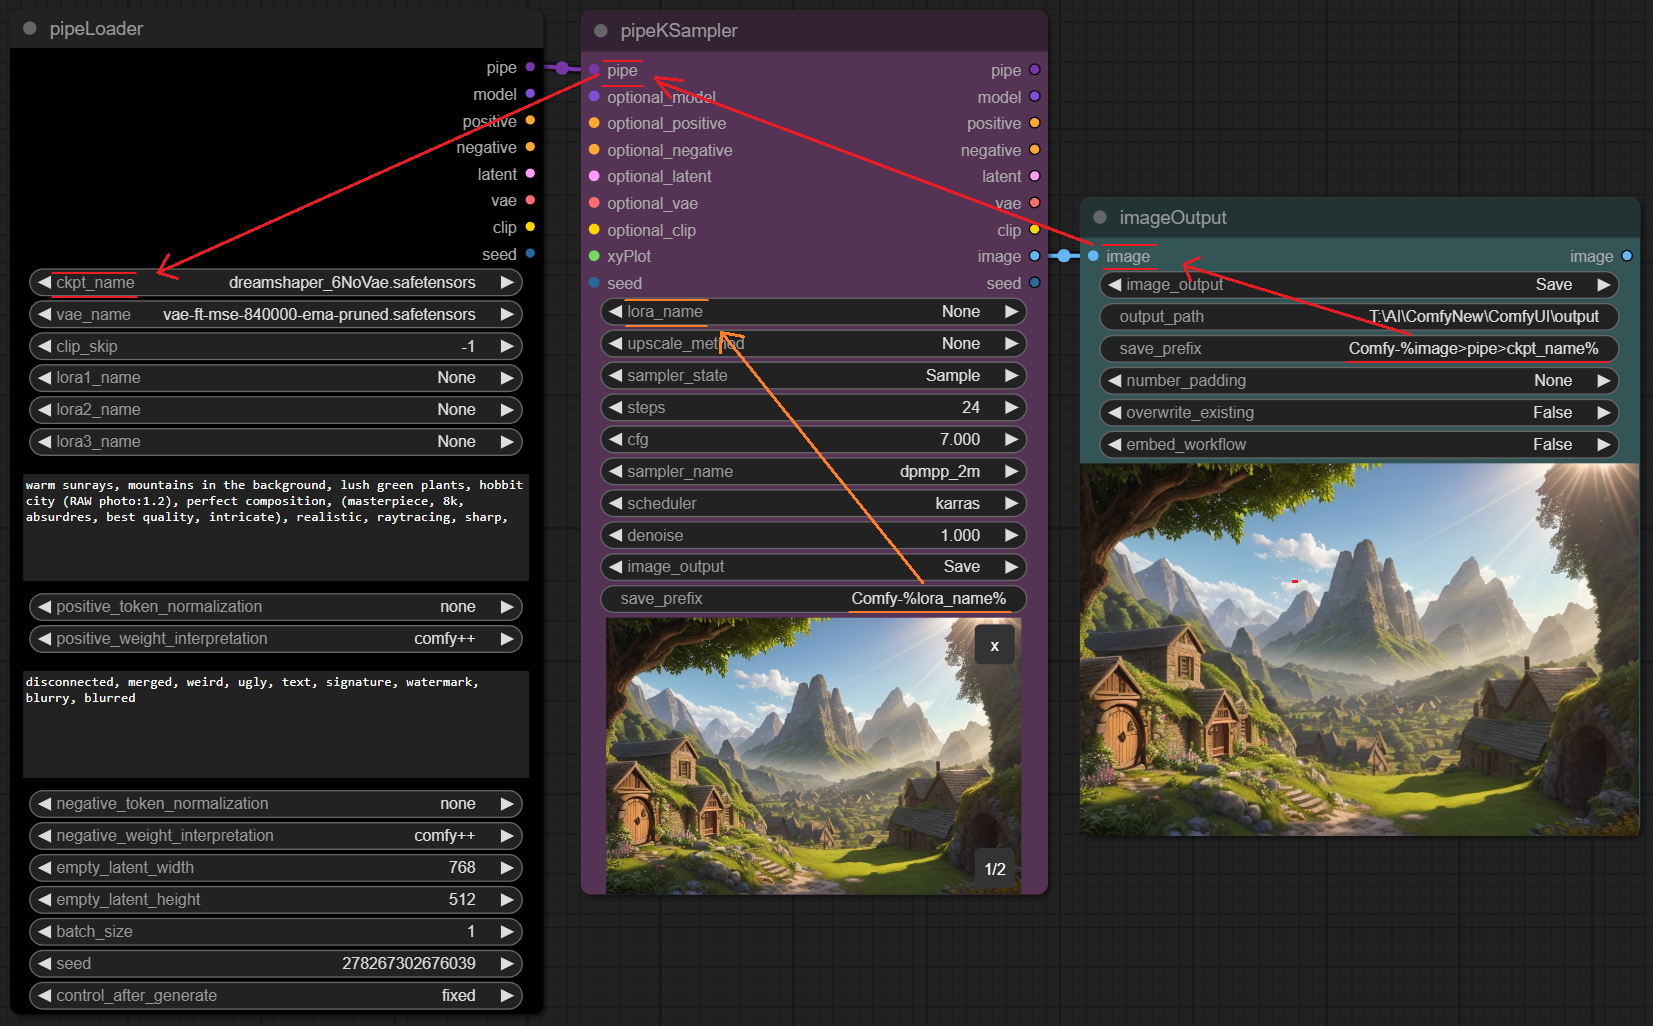 pipeLoader
pipe
model
positive
negative
latent
vae
clip
seed
ckpt_name dreamshaper_6NoVae.safetensors
vae_name vae-ft-mse-840000-ema-pruned.safetensors
clip_skip -1
lora1_name None
lora2_name None
lora3_name None
warm sunrays, mountains in the background, lush green plants, hobbit
city (RAW photo:1.2), perfect composition, (masterpiece, 8k,
absurdres, best quality, intricate), realistic, raytracing, sharp,
positive_token_normalization none
positive_weight_interpretation comfy++
disconnected, merged, weird, ugly, text, signature, watermark,
blurry, blurred
negative_token_normalization none
negative_weight_interpretation comfy++
empty_latent_width 768
empty_latent_height 512
batch_size 1
seed 278267302676039
control_after_generate fixed
pipeKSampler
pipe pipe
optional_model model
optional_positive positive
optional_negative negative
optional_latent latent
optional_vae vae
optional_clip clip
xyPlot image
seed seed
lora_name None
upscale_method None
sampler_state Sample
steps 24
cfg 7.000
sampler_name dpmpp_2m
scheduler karras
denoise 1.000
image_output Save
save_prefix Comfy-%lora_name%
x
1/2
imageOutput
image image
image_output Save
output_path T:\AI\ComfyNew\ComfyUI\output
save_prefix Comfy-%image>pipe>ckpt_name%
number_padding None
overwrite_existing False
embed_workflow False